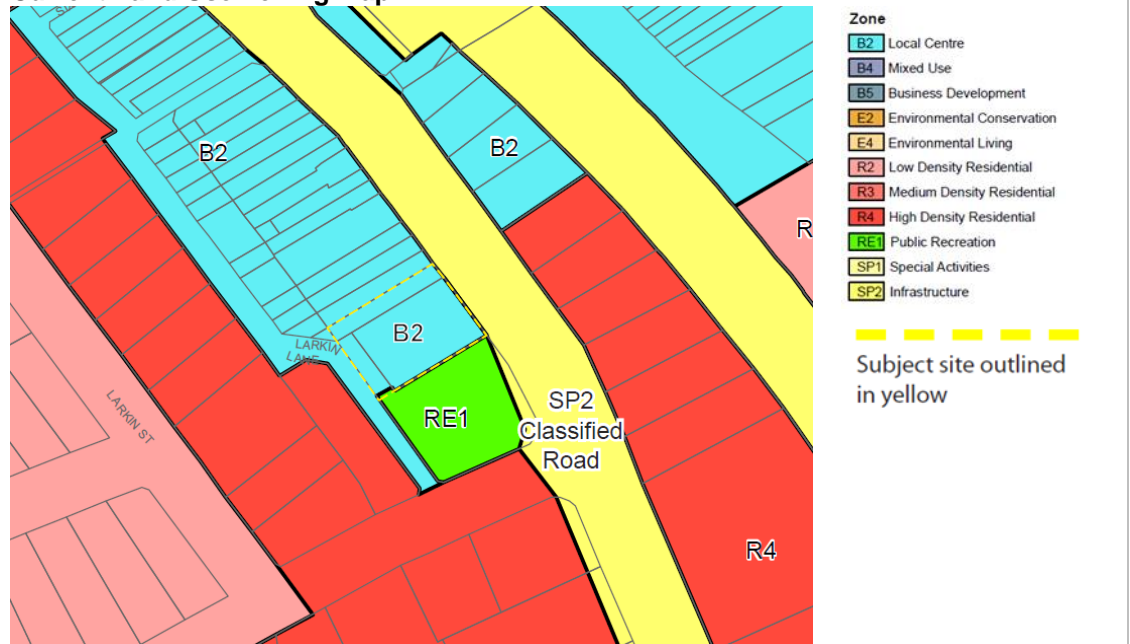 B2
B2
B2
LARKIN
LANE
RE1
LARKIN ST
SP2
Classified
Road
R4
R
Zone
B2 Local Centre
B4 Mixed Use
B5 Business Development
E2 Environmental Conservation
E4 Environmental Living
R2 Low Density Residential
R3 Medium Density Residential
R4 High Density Residential
RE1 Public Recreation
SP1 Special Activities
SP2 Infrastructure
Subject site outlined
in yellow